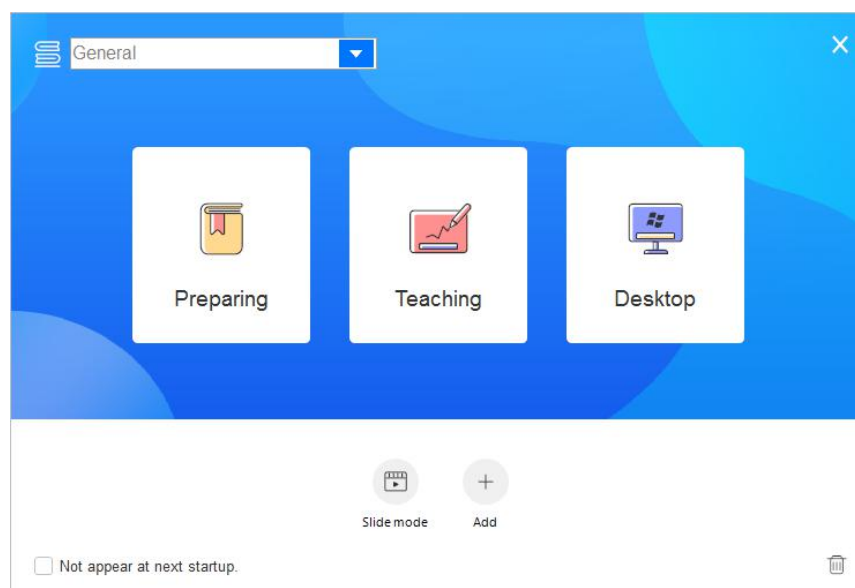 General
Preparing
Teaching
Desktop
Slide mode
Add
Not appear at next startup.